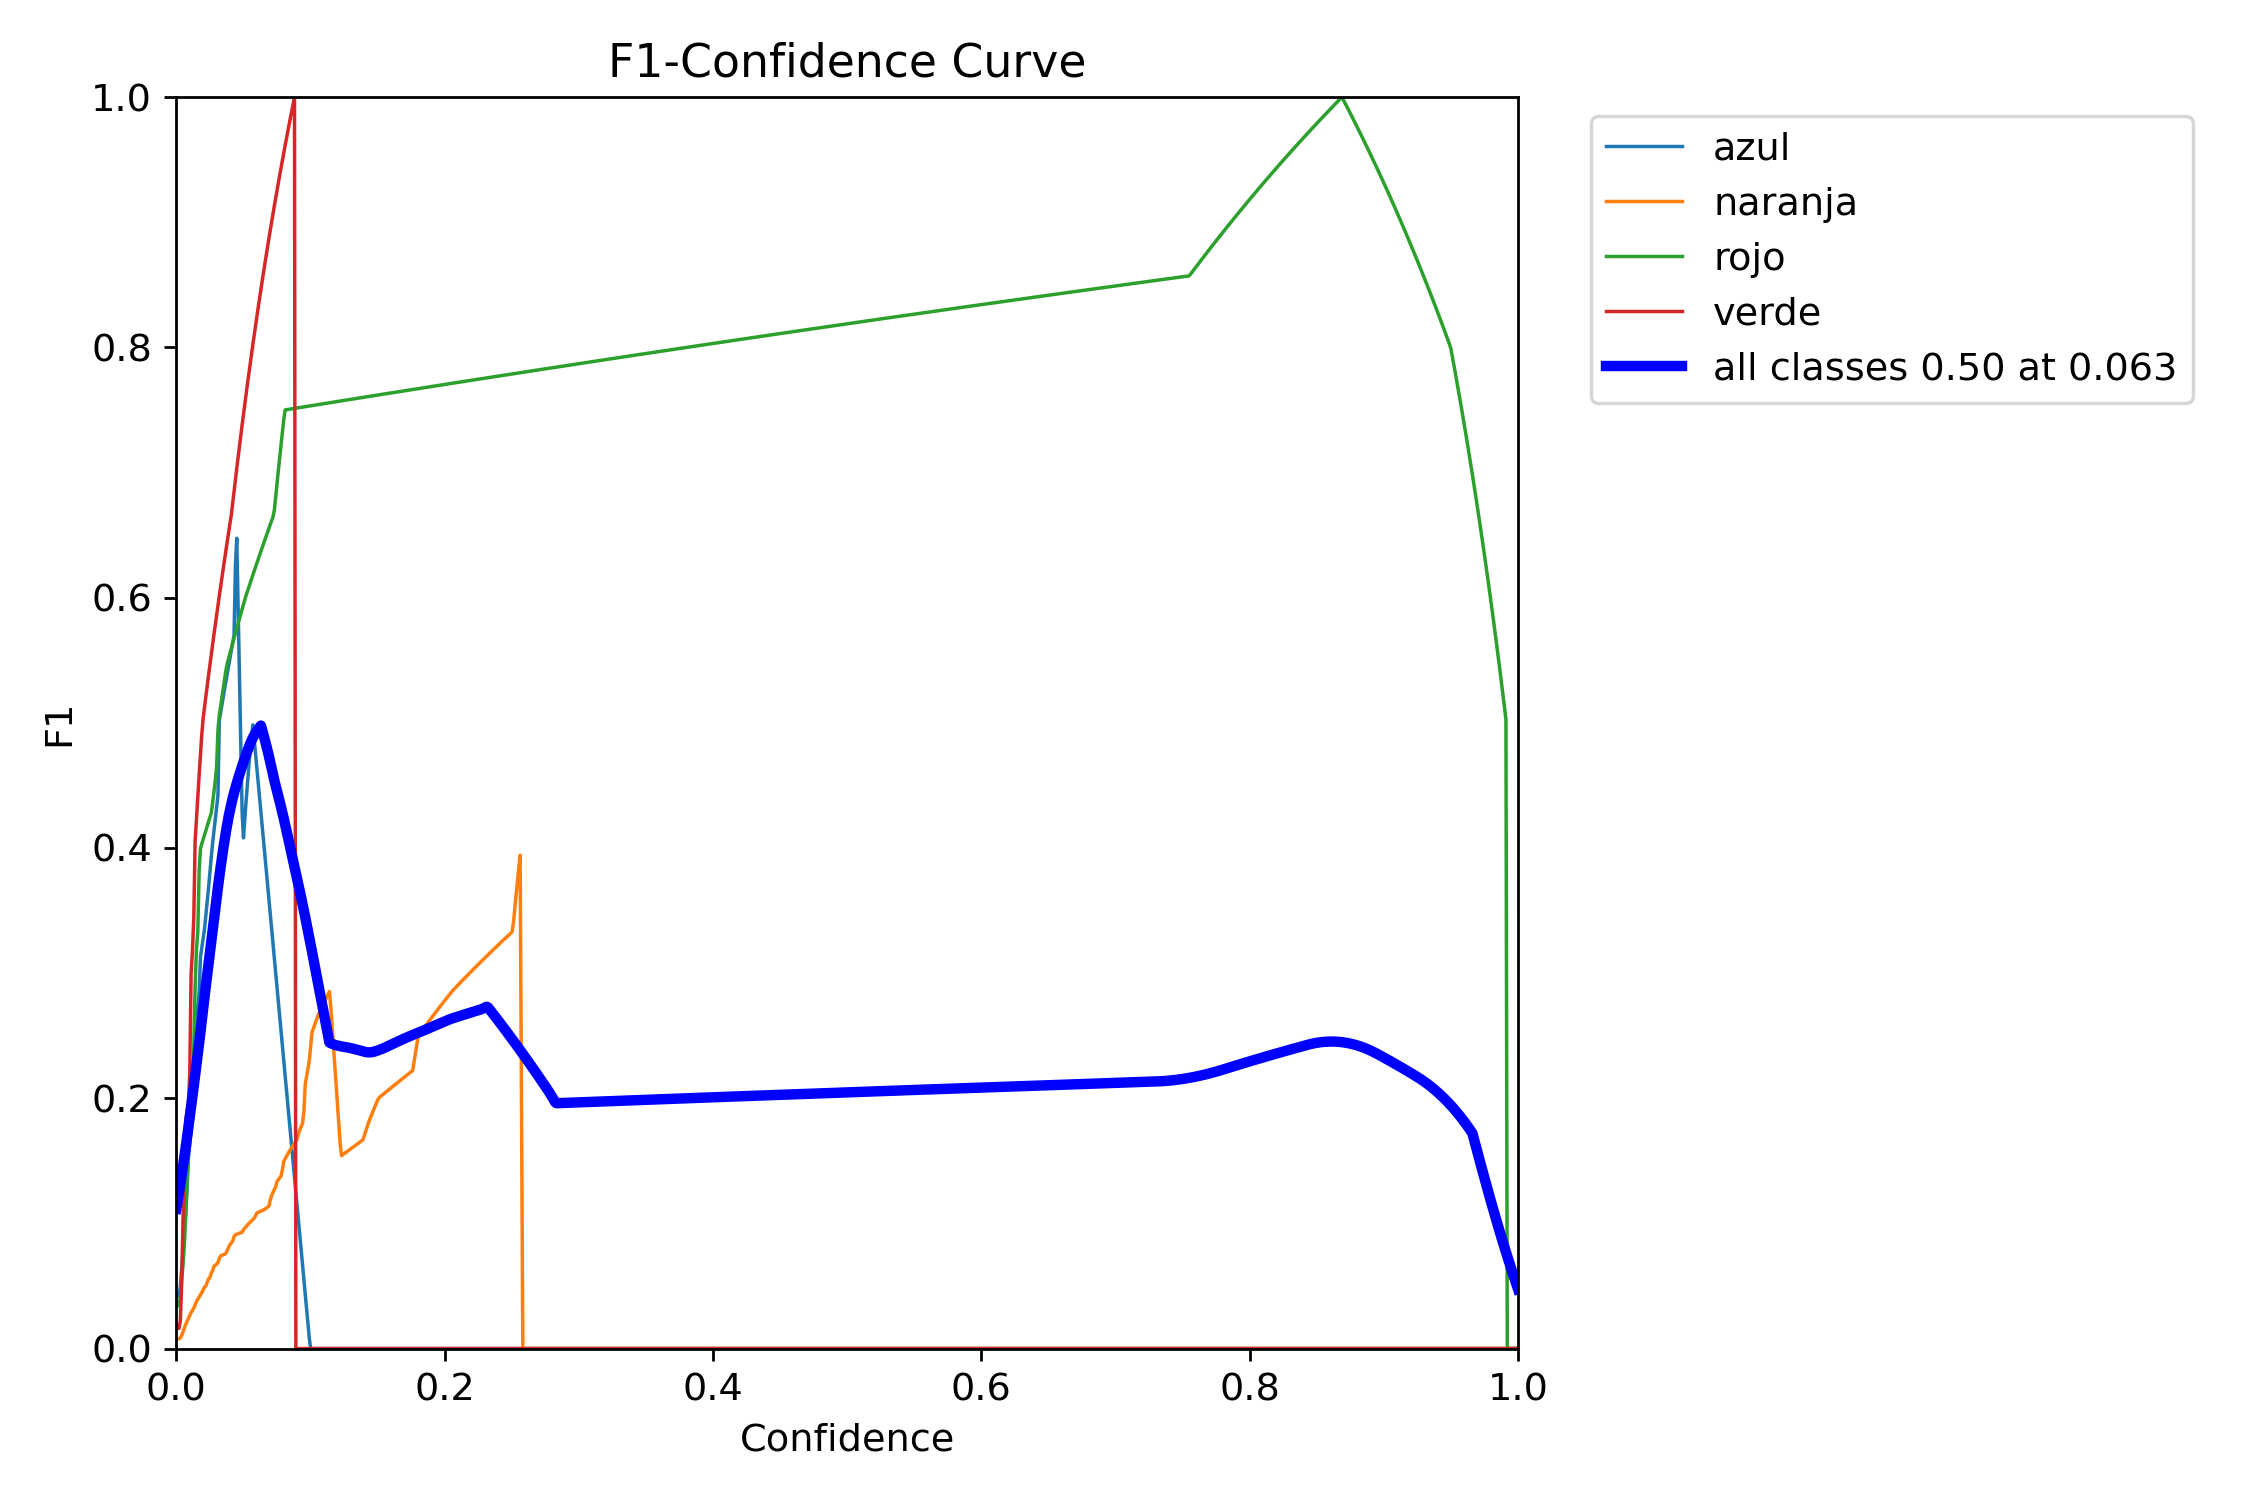 F1-Confidence Curve
1.0
0.8
0.6
0.4
0.2
0.0
F1
0.0 0.2 0.4 0.6 0.8 1.0
Confidence
azul
naranja
rojo
verde
all classes 0.50 at 0.063